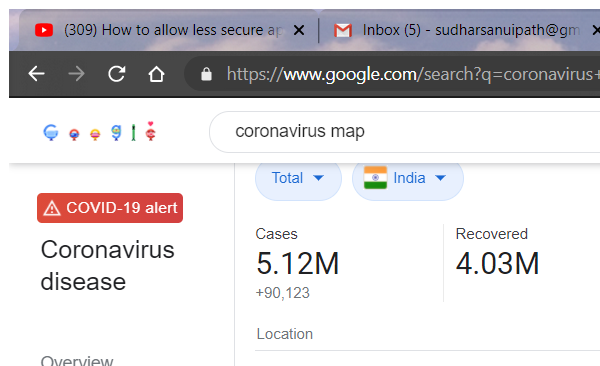 (309) How to allow less secure ap
Inbox (5) - sudharsanuipath@gm
https://www.google.com/search?q=coronavirus+
Google
coronavirus map
Total
India
COVID-19 alert
Coronavirus
disease
Cases
Recovered
5.12M
4.03M
+90,123
Location
Overview